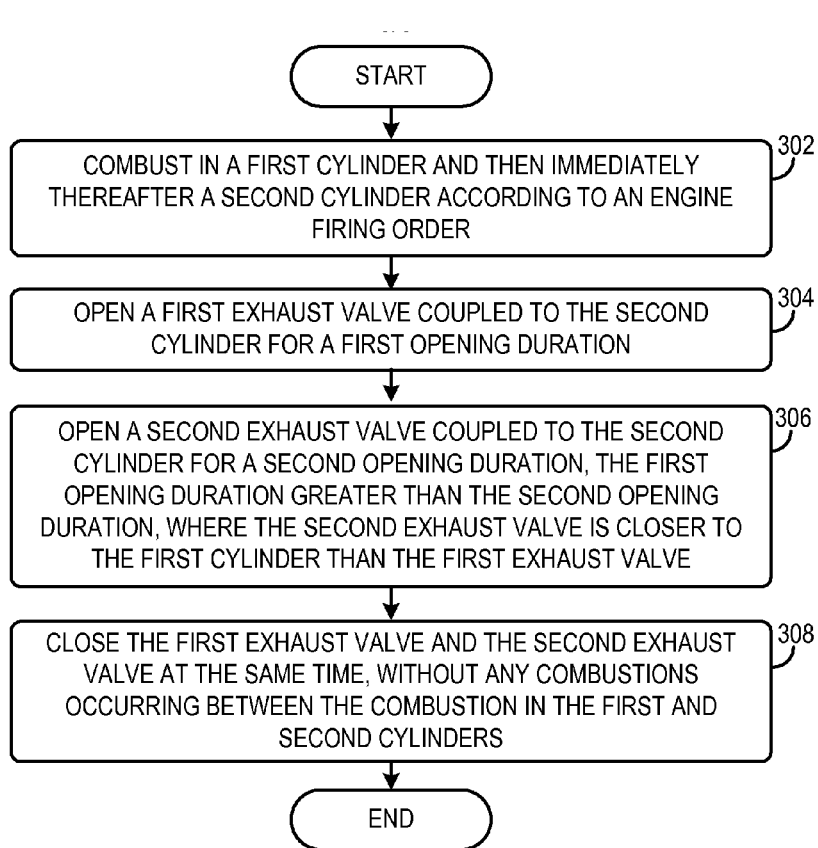 START
302
COMBUST IN A FIRST CYLINDER AND THEN IMMEDIATELY
THEREAFTER A SECOND CYLINDER ACCORDING TO AN ENGINE
FIRING ORDER
304
OPEN A FIRST EXHAUST VALVE COUPLED TO THE SECOND
CYLINDER FOR A FIRST OPENING DURATION
306
OPEN A SECOND EXHAUST VALVE COUPLED TO THE SECOND
CYLINDER FOR A SECOND OPENING DURATION, THE FIRST
OPENING DURATION GREATER THAN THE SECOND OPENING
DURATION, WHERE THE SECOND EXHAUST VALVE IS CLOSER TO
THE FIRST CYLINDER THAN THE FIRST EXHAUST VALVE
308
CLOSE THE FIRST EXHAUST VALVE AND THE SECOND EXHAUST
VALVE AT THE SAME TIME, WITHOUT ANY COMBUSTIONS
OCCURRING BETWEEN THE COMBUSTION IN THE FIRST AND
SECOND CYLINDERS
END